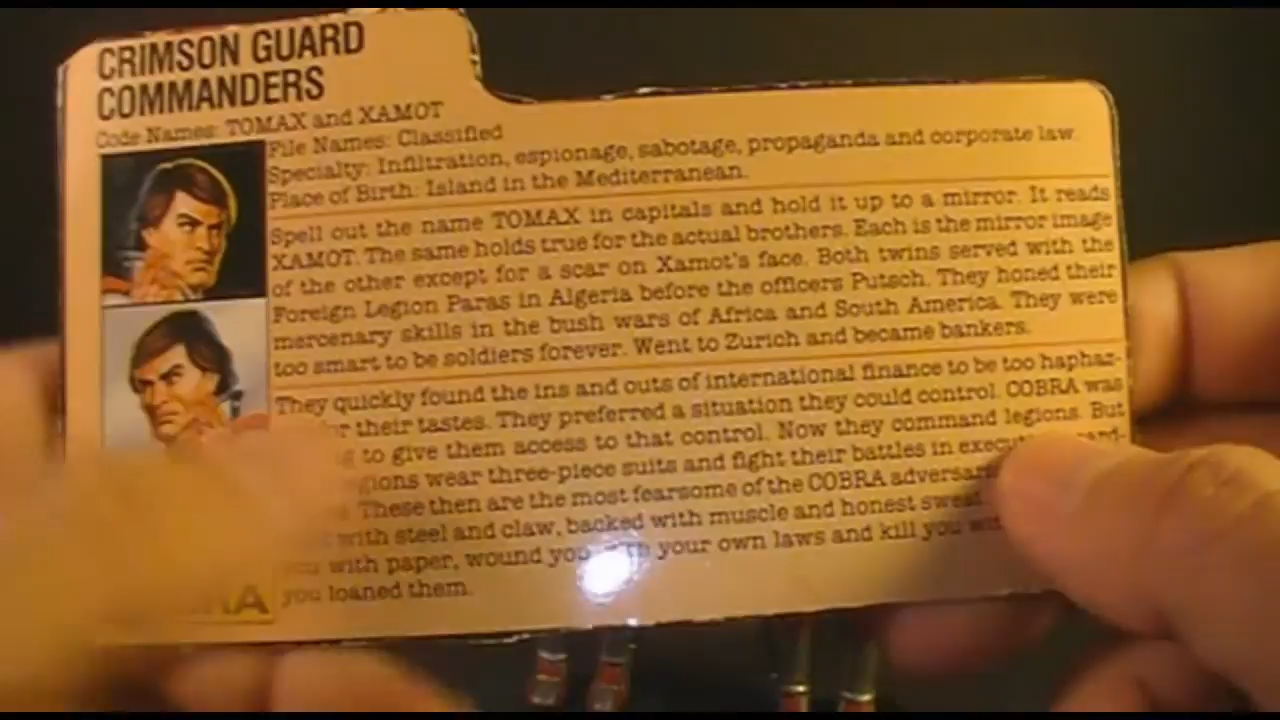 CRIMSON GUARD
COMMANDERS
Code Names: TOMAX and XAMOT
File Names: Classified
Specialty: Infiltration, espionage, sabotage, propaganda and corporate law.
Place of Birth: Island in the Mediterranean.
Spell out the name TOMAX in capitals and hold it up to a mirror. It reads
XAMOT. The same holds true for the actual brothers. Each is the mirror image
of the other except for a scar on Xamot's face. Both twins served with the
Foreign Legion Paras in Algeria before the officers Putsch. They honed their
mercenary skills in the bush wars of Africa and South America. They were
too smart to be soldiers forever. Went to Zurich and became bankers.
They quickly found the ins and outs of international finance to be too haphaz-
their tastes. They preferred a situation they could control. COBRA was
to give them access to that control. Now they command legions. But
wear three-piece suits and fight their battles in
These then are the most fearsome of the COBRA
with steel and claw, backed with muscle and honest
with paper, wound you your own laws and kill you
you loaned them.